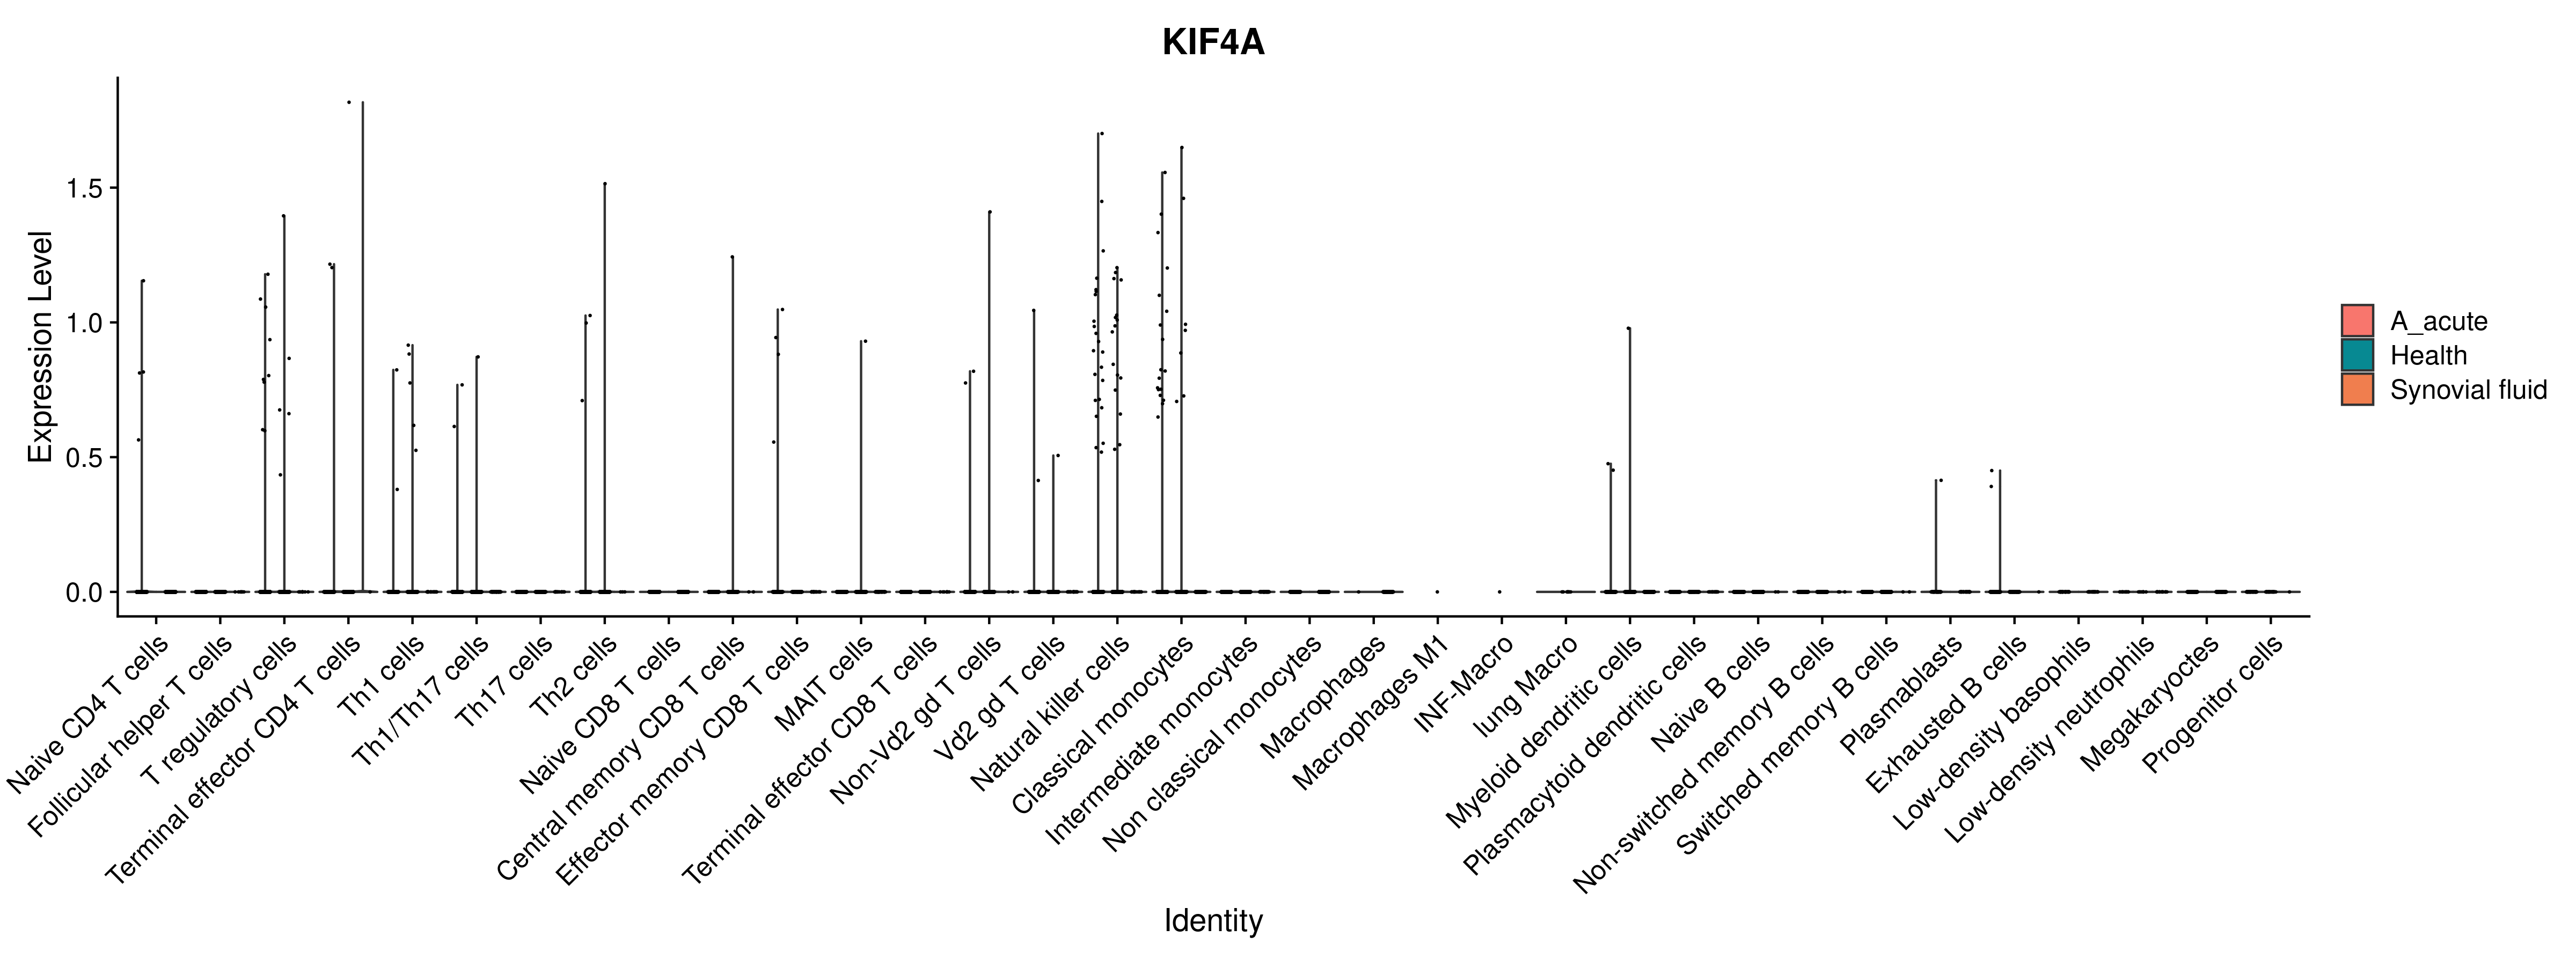 KIF4A
Expression Level
1.5
1.0
0.5
0.0
Naive CD4 T cells
Follicular helper T cells
T regulatory cells
Terminal effector CD4 T cells
Th1 cells
Th1/Th17 cells
Th17 cells
Th2 cells
Naive CD8 T cells
Central memory CD8 T cells
Effector memory CD8 T cells
MAIT cells
Terminal effector CD8 T cells
Non-Vd2 gd T cells
Vd2 gd T cells
Natural killer cells
Classical monocytes
Intermediate monocytes
Non classical monocytes
Macrophages
Macrophages M1
INF-Macro
lung Macro
Myeloid dendritic cells
Plasmacytoid dendritic cells
Naive B cells
Non-switched memory B cells
Switched memory B cells
Plasmablasts
Exhausted B cells
Low-density basophils
Low-density neutrophils
Megakaryoctes
Progenitor cells
Identity
A_acute
Health
Synovial fluid